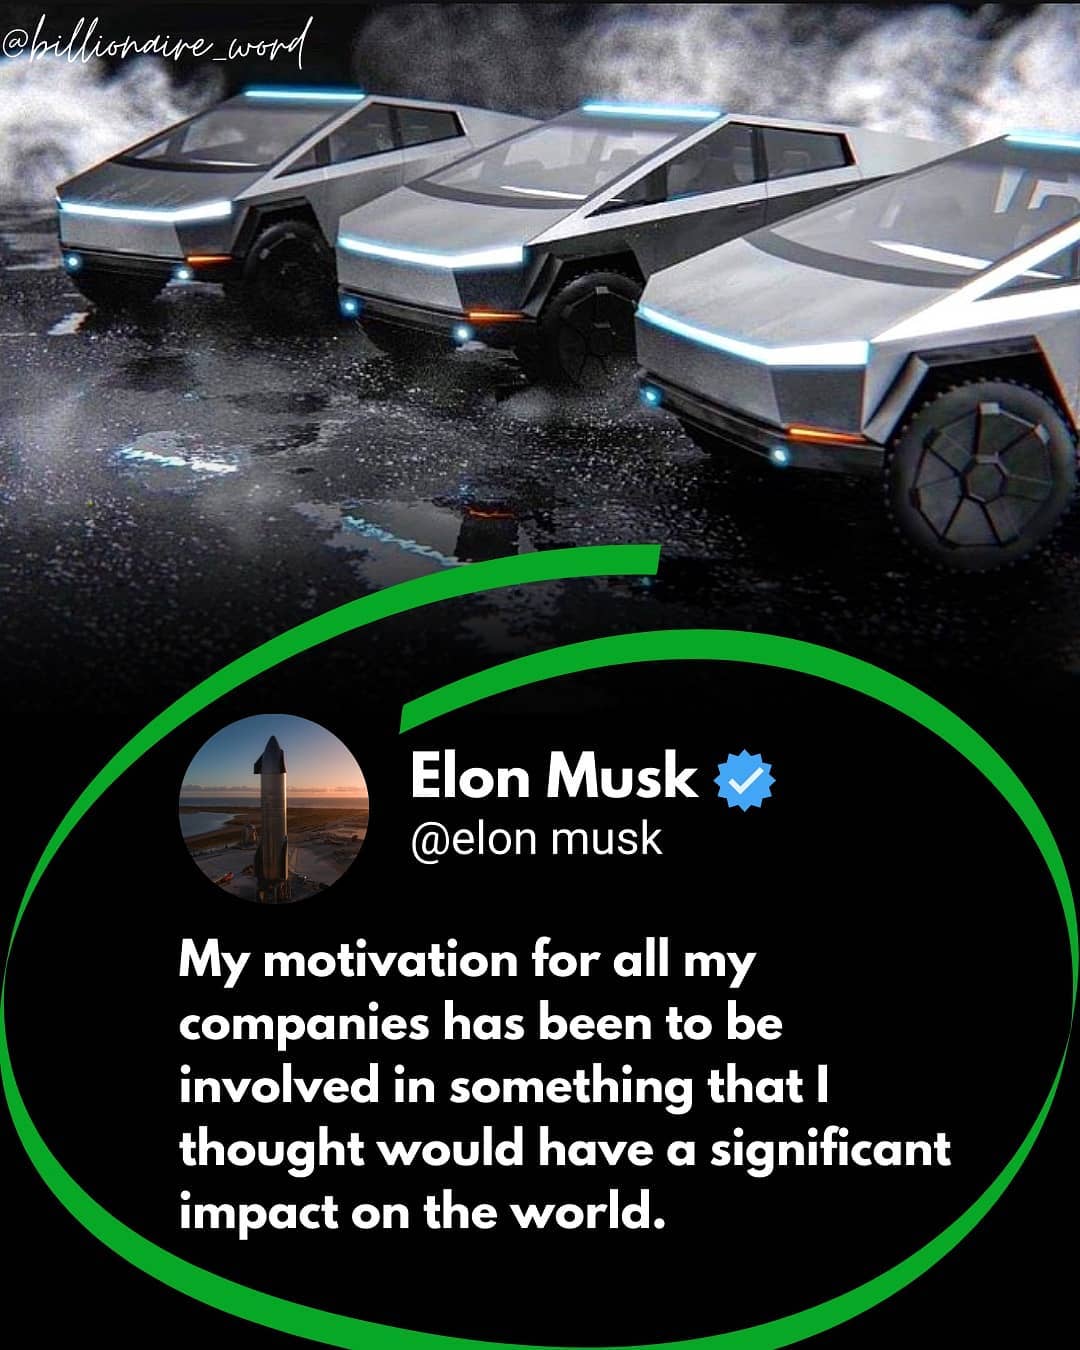 @billionaire_word
Elon Musk
@elon musk
My motivation for all my
companies has been to be
involved in something that I
thought would have a significant
impact on the world.